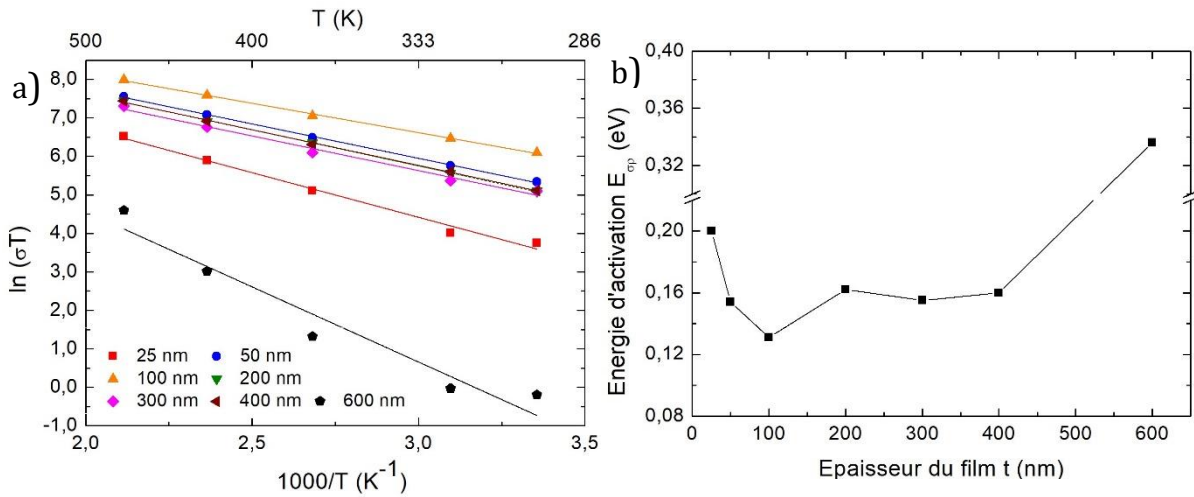 T (K)
500 400 333 286
a)
8,0
7,0
6,0
5,0
4,0
3,0
2,0
1,0
0,0
-1,0
ln (σT)
25 nm 50 nm
100 nm 200 nm
300 nm 400 nm 600 nm
2,0 2,5 3,0 3,5
1000/T (K⁻¹)
b)
0,40
0,36
0,32
0,20
0,16
0,12
0,08
Energie d'activation Eσρ (eV)
0 100 200 300 400 500 600
Epaisseur du film t (nm)